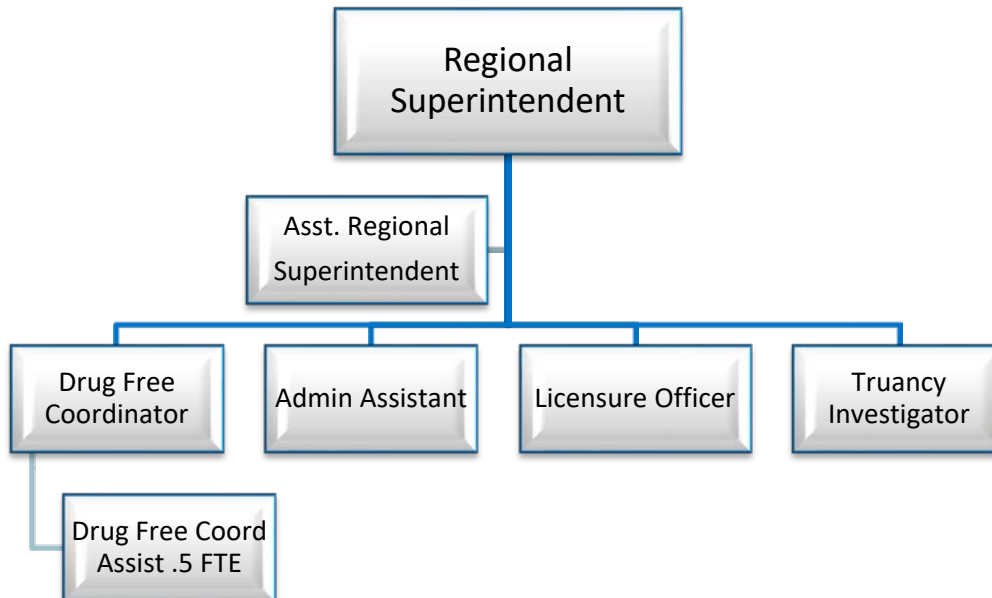 Regional
Superintendent
Asst. Regional
Superintendent
Drug Free
Coordinator
Admin Assistant
Licensure Officer
Truancy
Investigator
Drug Free Coord
Assist .5 FTE